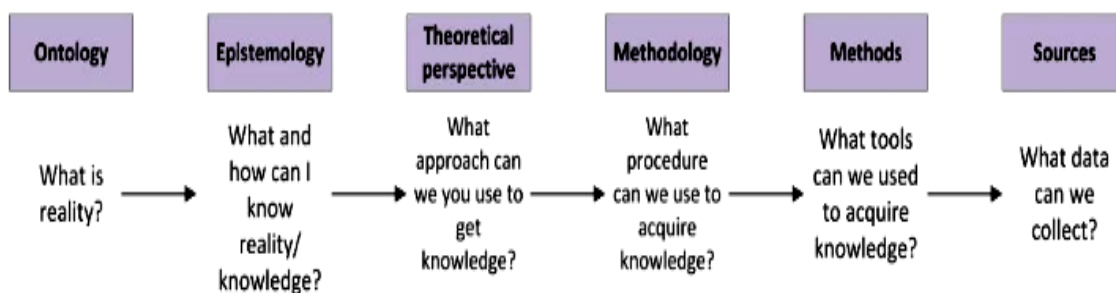 Ontology
Epistemology
Theoretical
perspective
Methodology
Methods
Sources
What is
reality?
What and
how can I
know
reality/
knowledge?
What
approach can
we you use to
get
knowledge?
What
procedure
can we use to
acquire
knowledge?
What tools
can we used
to acquire
knowledge?
What data
can we
collect?